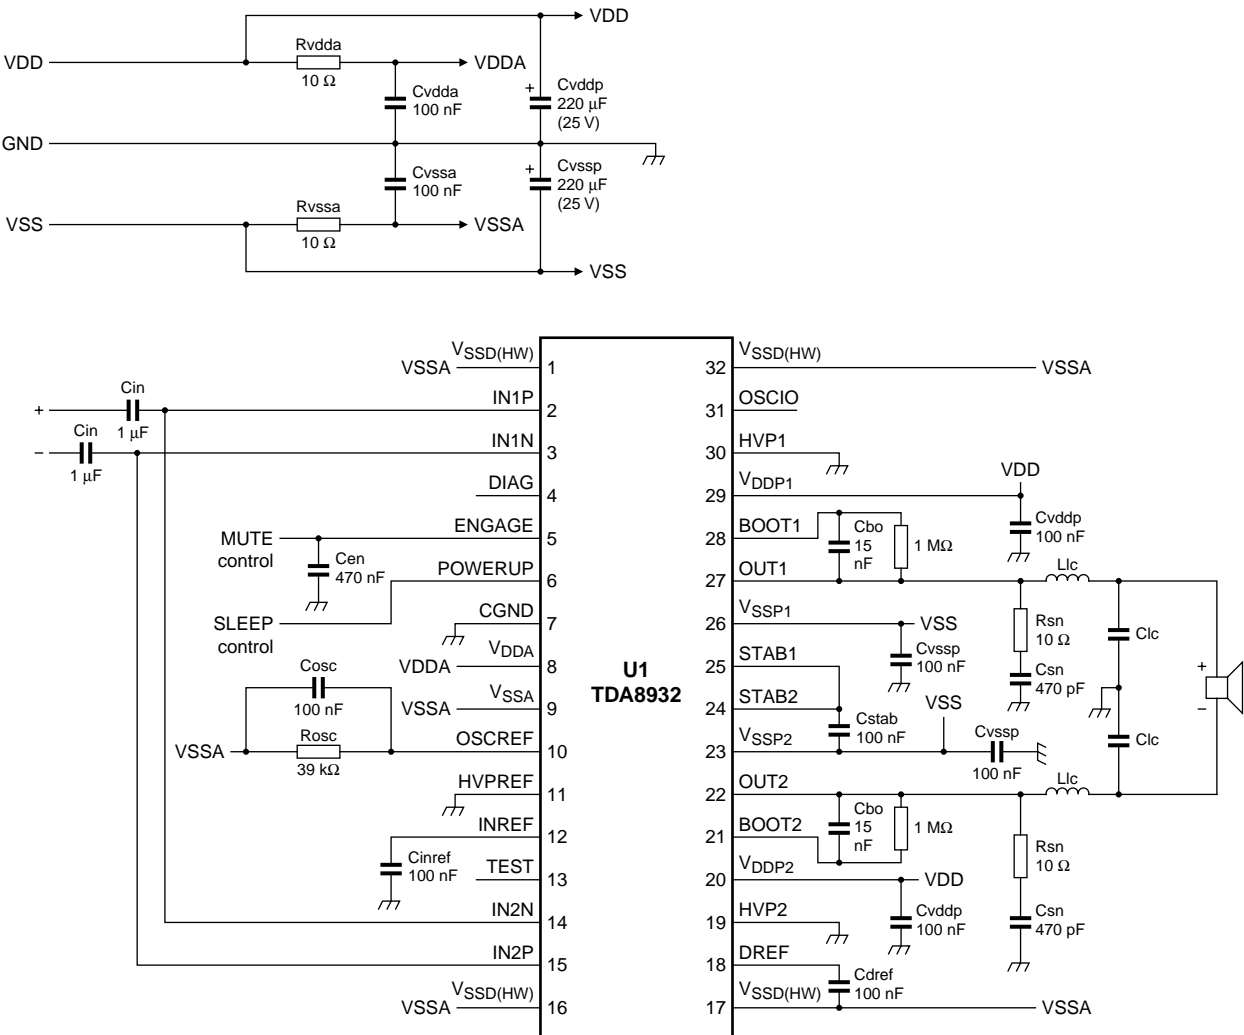 VDD
Rvdda
VDD
VDDA
10 Ω
Cvdda
100 nF
+
Cvddp
220 μF
(25 V)
GND
Cvssa
100 nF
+
Cvssp
220 μF
(25 V)
Rvssa
VSS
VSSA
10 Ω
VSS
VSSD(HW)
VSSA
1
Cin
+
1 μF
IN1P
2
Cin
−
1 μF
IN1N
3
DIAG
4
MUTE
control
ENGAGE
5
Cen
470 nF
POWERUP
6
SLEEP
control
CGND
7
VDDA
VDDA
8
Cosc
100 nF
VSSA
VSSA
9
VSSA
Rosc
39 kΩ
OSCREF
10
HVPREF
11
INREF
12
Cinref
100 nF
TEST
13
IN2N
14
IN2P
15
VSSD(HW)
VSSA
16
U1
TDA8932
32
VSSD(HW)
VSSA
31
OSCIO
30
HVP1
29
VDDP1
VDD
Cvddp
100 nF
28
BOOT1
Cbo
15
nF
1 MΩ
27
OUT1
Llc
26
VSSP1
VSS
Cvssp
100 nF
Rsn
10 Ω
Csn
470 pF
Clc
25
STAB1
24
STAB2
Cstab
100 nF
VSS
+
−
23
VSSP2
Cvssp
100 nF
Clc
22
OUT2
Llc
Cbo
15
nF
1 MΩ
21
BOOT2
Rsn
10 Ω
20
VDDP2
VDD
Cvddp
100 nF
Csn
470 pF
19
HVP2
18
DREF
Cdref
100 nF
17
VSSD(HW)
VSSA